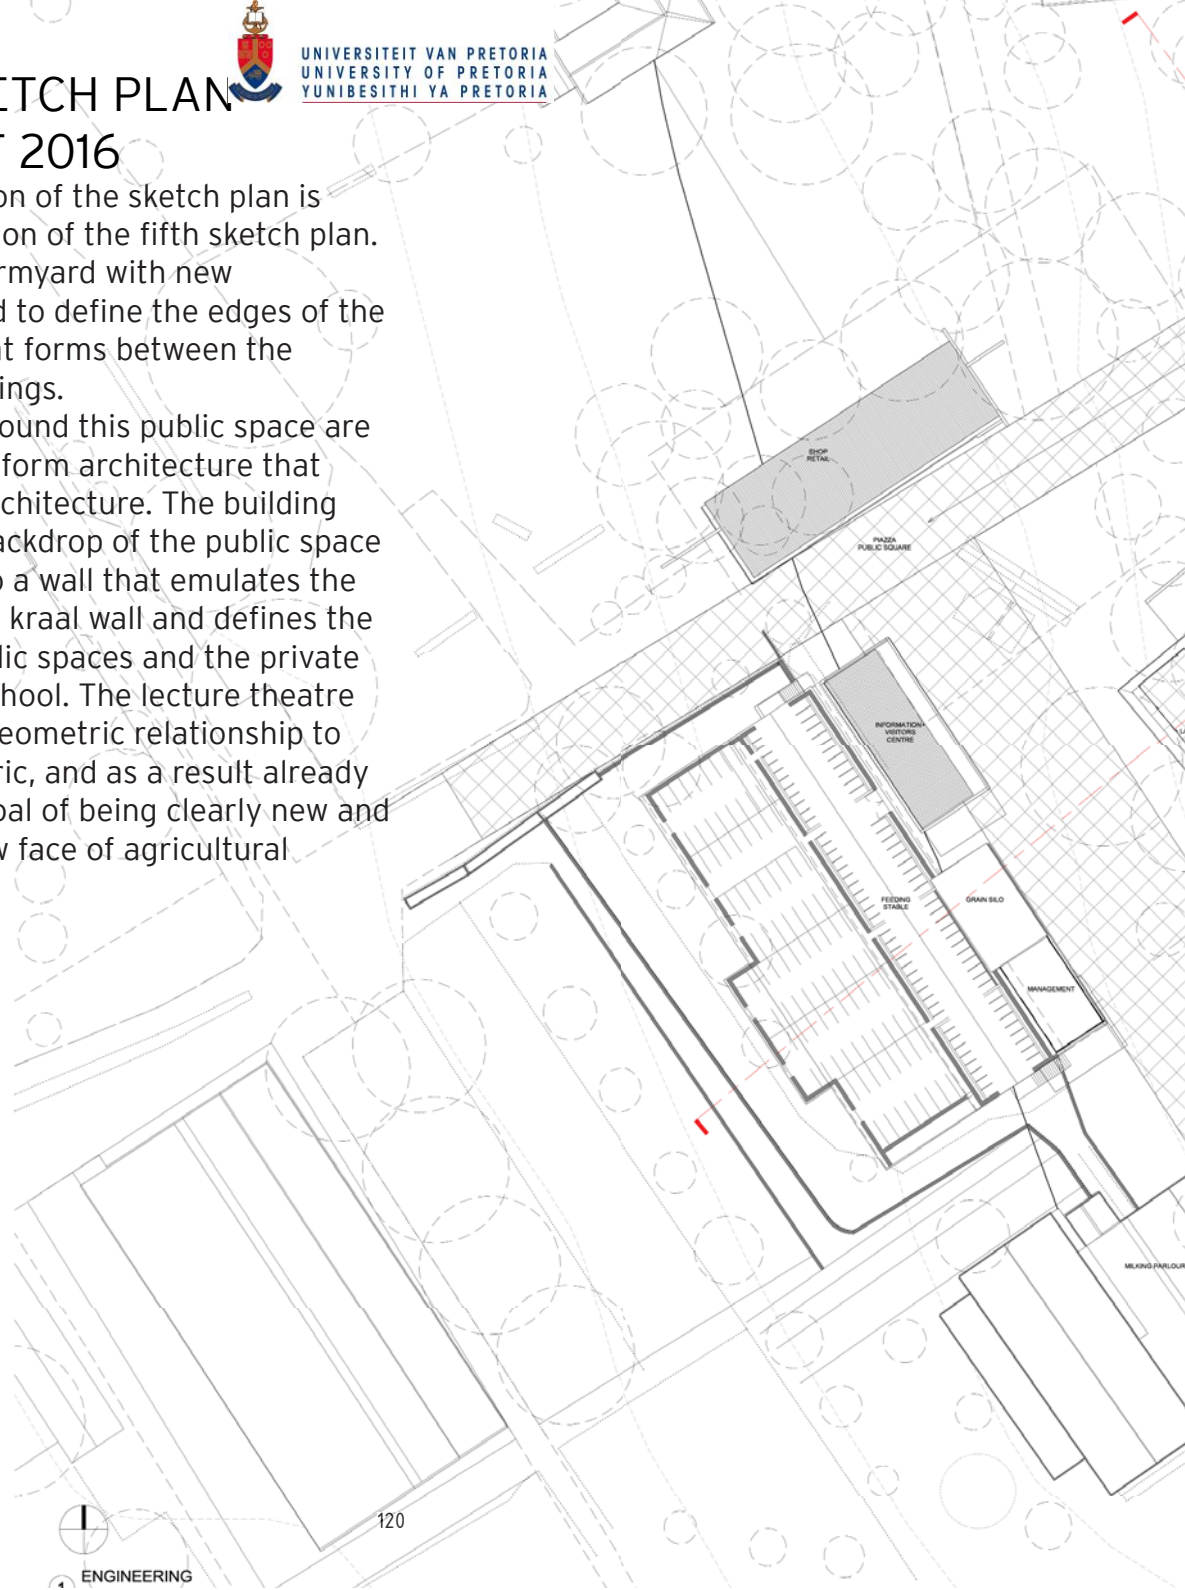 UNIVERSITEIT VAN PRETORIA
UNIVERSITY OF PRETORIA
YUNIBESITHI YA PRETORIA
ETCH PLAN
T 2016
on of the sketch plan is
on of the fifth sketch plan.
rmyard with new
d to define the edges of the
at forms between the
ings.
ound this public space are
form architecture that
chitecture. The building
ackdrop of the public space
o a wall that emulates the
kraal wall and defines the
lic spaces and the private
chool. The lecture theatre
eometric relationship to
ric, and as a result already
oal of being clearly new and
w face of agricultural
SHOP
RETAIL
PIAZZA
PUBLIC SQUARE
INFORMATION+
VISITORS
CENTRE
FEEDING
STABLE
GRAIN SILO
MANAGEMENT
MILKING PARLOUR
120
ENGINEERING
1